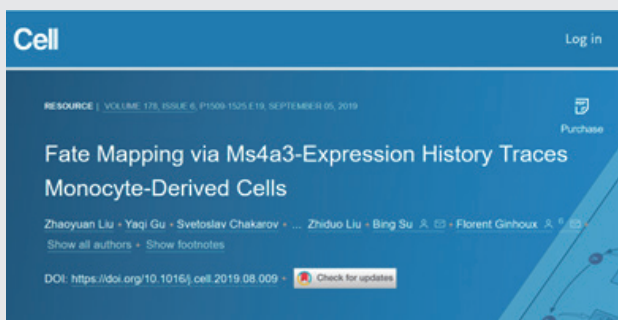 Cell
Log in
RESOURCE | VOLUME 178, ISSUE 6, P1509-1525.E19, SEPTEMBER 05, 2019
Purchase
Fate Mapping via Ms4a3-Expression History Traces
Monocyte-Derived Cells
Zhaoyuan Liu • Yaqi Gu • Svetoslav Chakarov • ... Zhiduo Liu • Bing Su • Florent Ginhoux 6 •
Show all authors • Show footnotes
DOI: https://doi.org/10.1016/j.cell.2019.08.009 • Check for updates